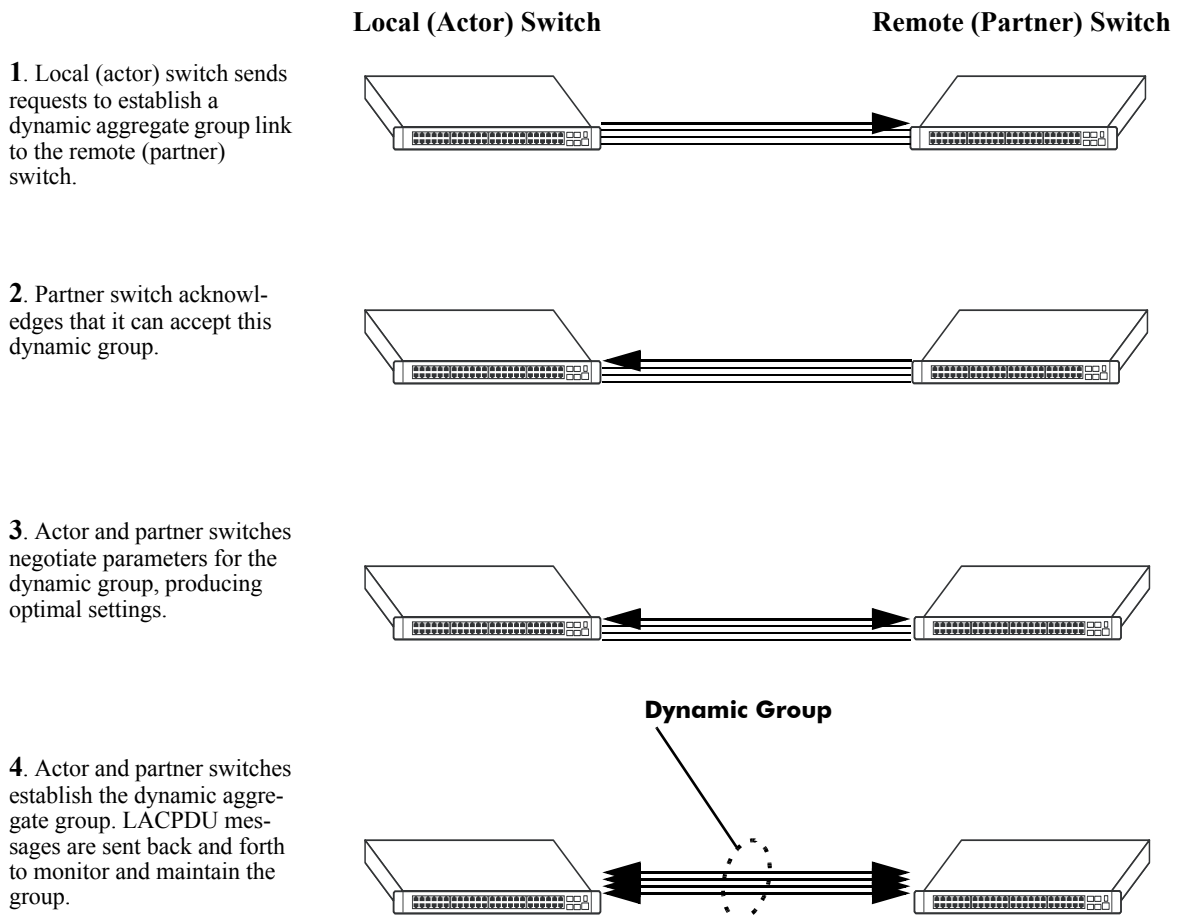 Local (Actor) Switch
Remote (Partner) Switch
1. Local (actor) switch sends
requests to establish a
dynamic aggregate group link
to the remote (partner)
switch.
2. Partner switch acknowl-
edges that it can accept this
dynamic group.
3. Actor and partner switches
negotiate parameters for the
dynamic group, producing
optimal settings.
Dynamic Group
4. Actor and partner switches
establish the dynamic aggre-
gate group. LACPDU mes-
sages are sent back and forth
to monitor and maintain the
group.